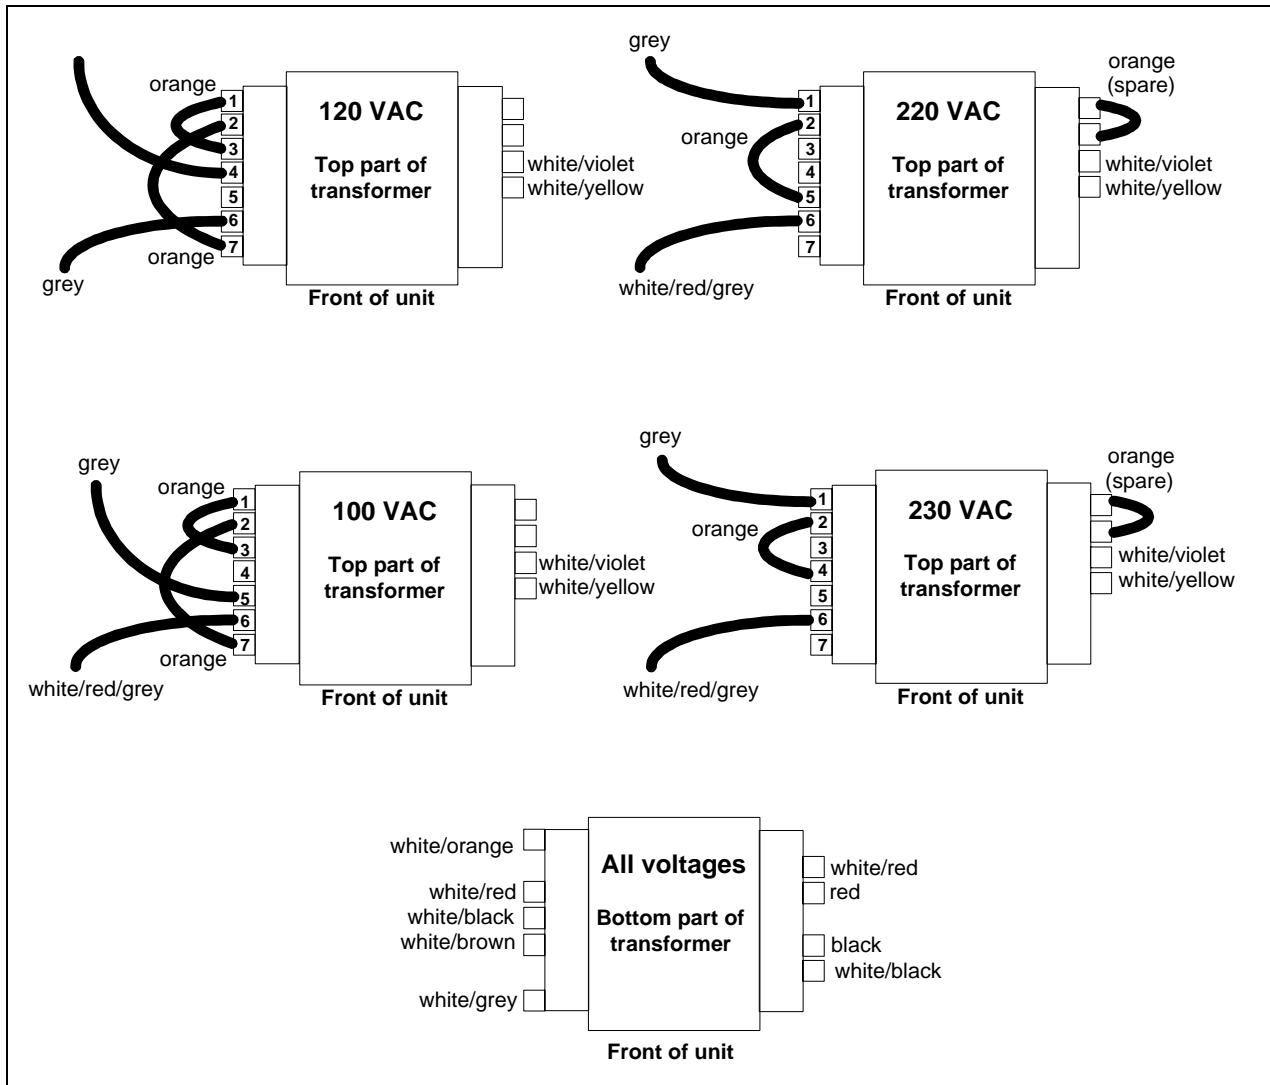 orange
120 VAC
Top part of
transformer
1
2
3
4
5
6
7
white/violet
white/yellow
orange
grey
Front of unit
grey
orange
(spare)
220 VAC
Top part of
transformer
1
2
3
4
5
6
7
orange
white/violet
white/yellow
white/red/grey
Front of unit
grey
orange
100 VAC
Top part of
transformer
1
2
3
4
5
6
7
white/violet
white/yellow
orange
white/red/grey
Front of unit
grey
orange
(spare)
230 VAC
Top part of
transformer
1
2
3
4
5
6
7
orange
white/violet
white/yellow
white/red/grey
Front of unit
white/orange
white/red
white/black
white/brown
white/grey
All voltages
Bottom part of
transformer
white/red
red
black
white/black
Front of unit